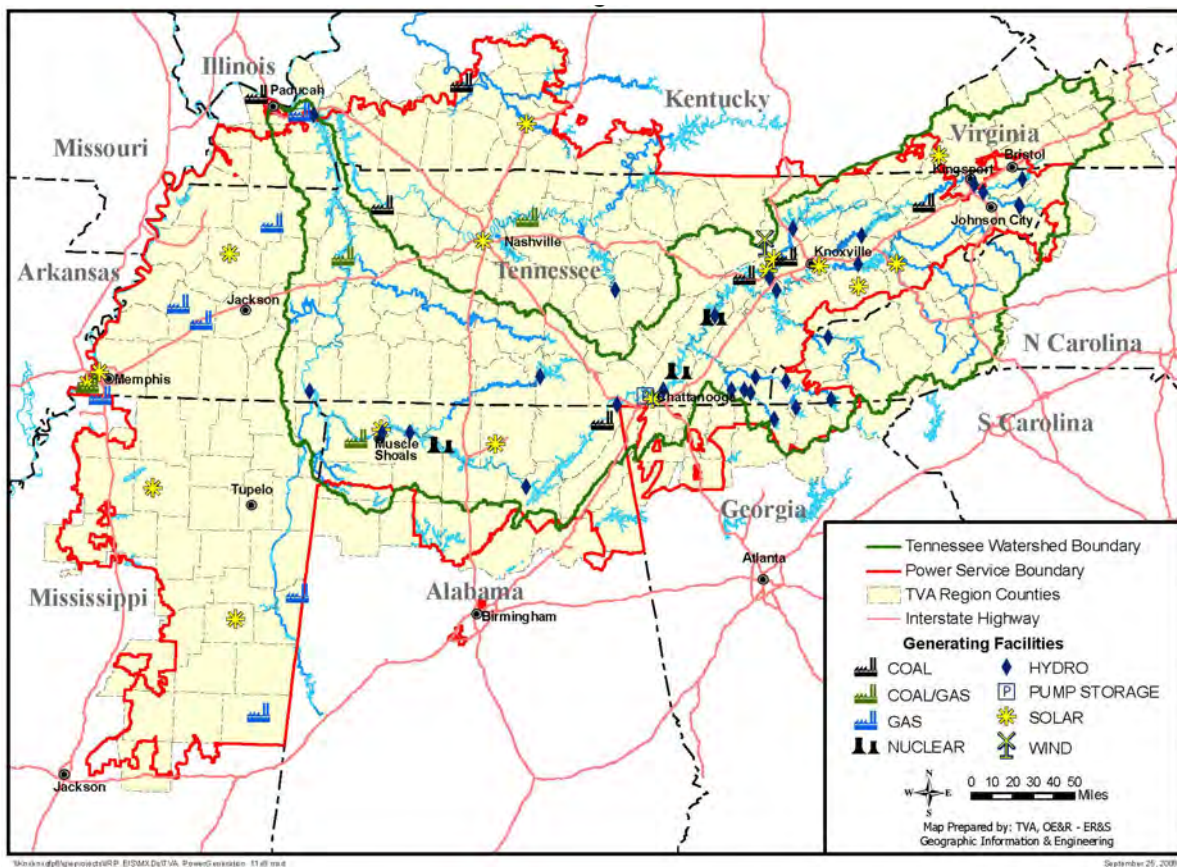 Illinois
Paducah
Kentucky
Missouri
Virginia
Bristol
Kingsport
Johnson City
Nashville
Knoxville
Tennessee
Arkansas
Jackson
N Carolina
Memphis
Chattanooga
S Carolina
Muscle
Shoals
Tupelo
Georgia
Atlanta
Mississippi
Alabama
Birmingham
Jackson
Tennessee Watershed Boundary
Power Service Boundary
TVA Region Counties
Interstate Highway
Generating Facilities
COAL
HYDRO
COAL/GAS
P PUMP STORAGE
GAS
SOLAR
NUCLEAR
WIND
N
W E
S
0 10 20 30 40 50
Miles
Map Prepared by: TVA, OE&R - ER&S
Geographic Information & Engineering